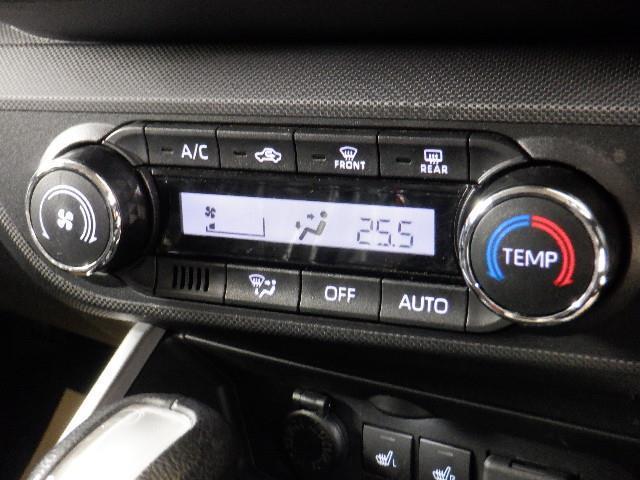 A/C
FRONT
REAR
25.5
TEMP
OFF
AUTO
L
R